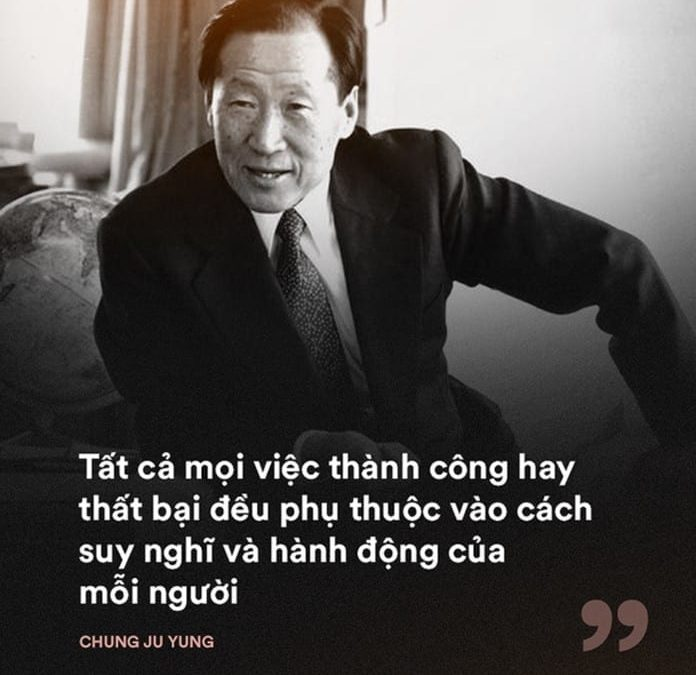 Tất cả mọi việc thành công hay
thất bại đều phụ thuộc vào cách
suy nghĩ và hành động của
mỗi người
CHUNG JU YUNG
”